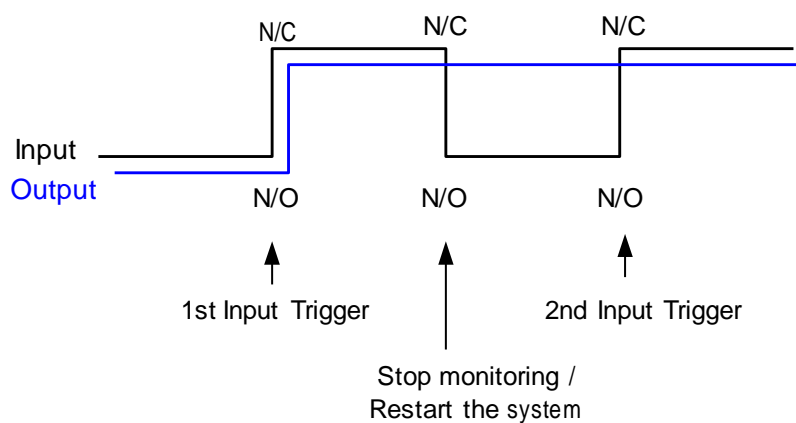 N/C N/C N/C
Input
Output
N/O N/O N/O
1st Input Trigger 2nd Input Trigger
Stop monitoring /
Restart the system